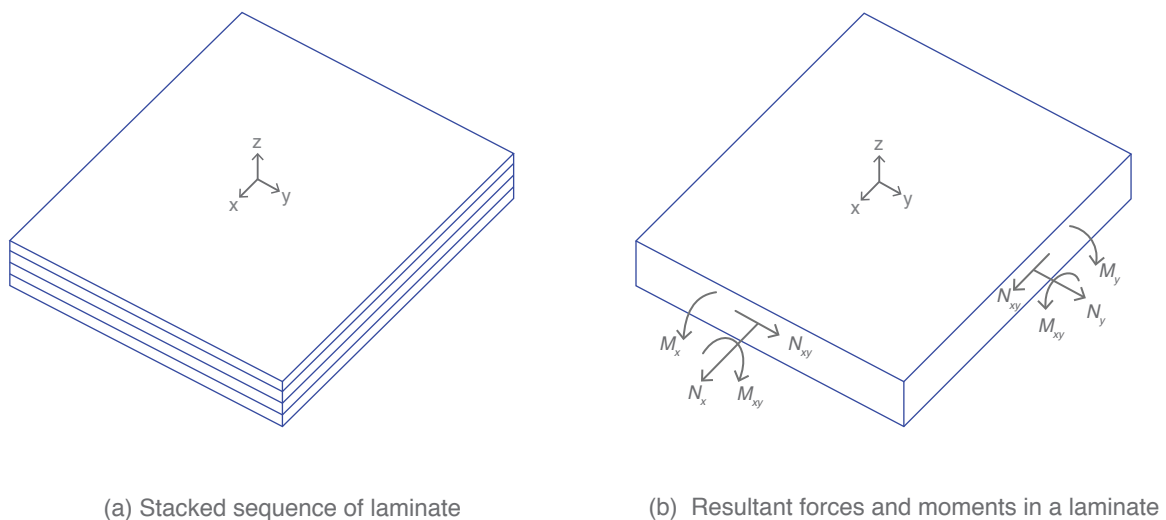 z
x
y
z
x
y
M_y
N_xy
N_y
M_xy
M_x
N_xy
N_x
M_xy
(a) Stacked sequence of laminate
(b) Resultant forces and moments in a laminate